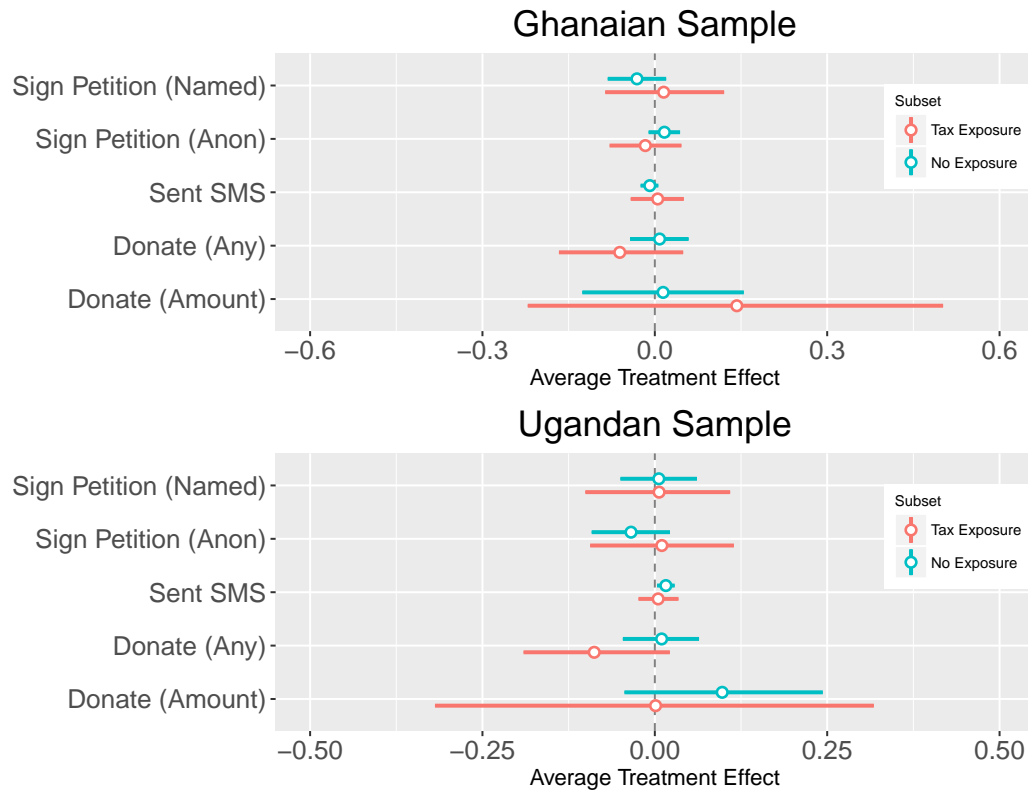 Ghanaian Sample
Sign Petition (Named)
Sign Petition (Anon)
Sent SMS
Donate (Any)
Donate (Amount)
Subset
Tax Exposure
No Exposure
−0.6 −0.3 0.0 0.3 0.6
Average Treatment Effect
Ugandan Sample
Sign Petition (Named)
Sign Petition (Anon)
Sent SMS
Donate (Any)
Donate (Amount)
Subset
Tax Exposure
No Exposure
−0.50 −0.25 0.00 0.25 0.50
Average Treatment Effect